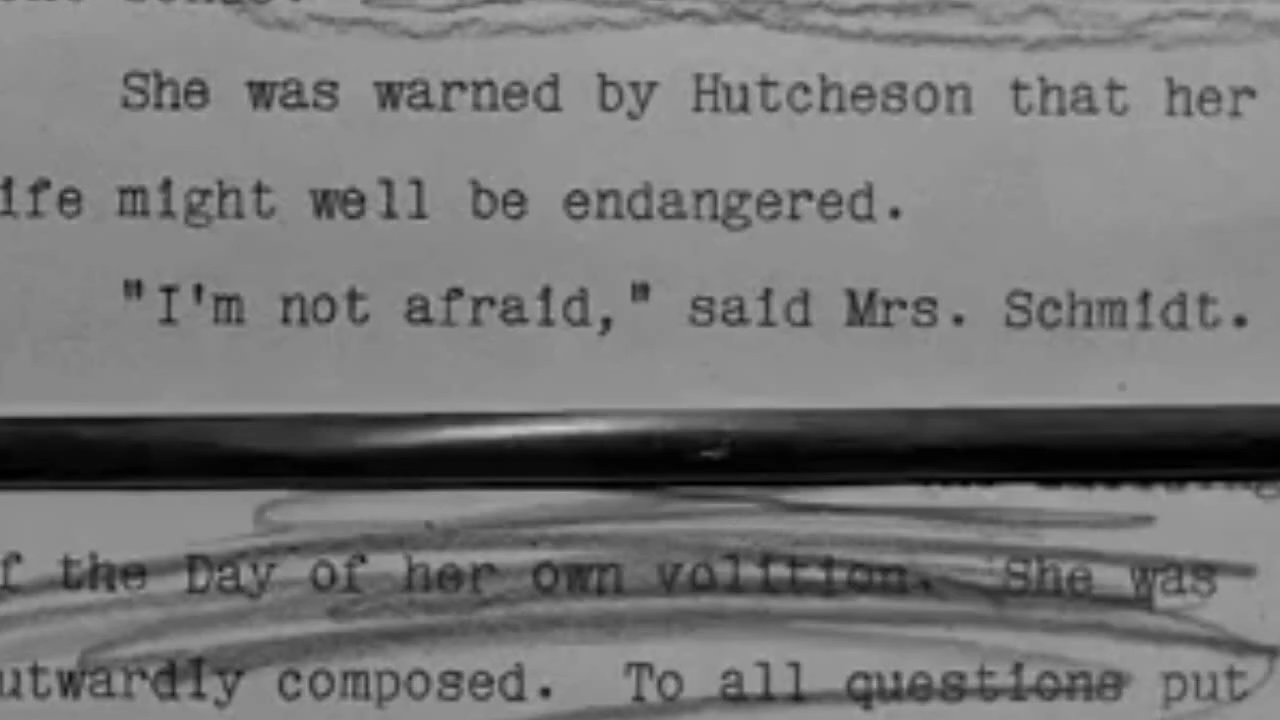 She was warned by Hutcheson that her
ife might well be endangered.
"I'm not afraid," said Mrs. Schmidt.
f the Day of her own volition. She was
utwardly composed. To all questions put